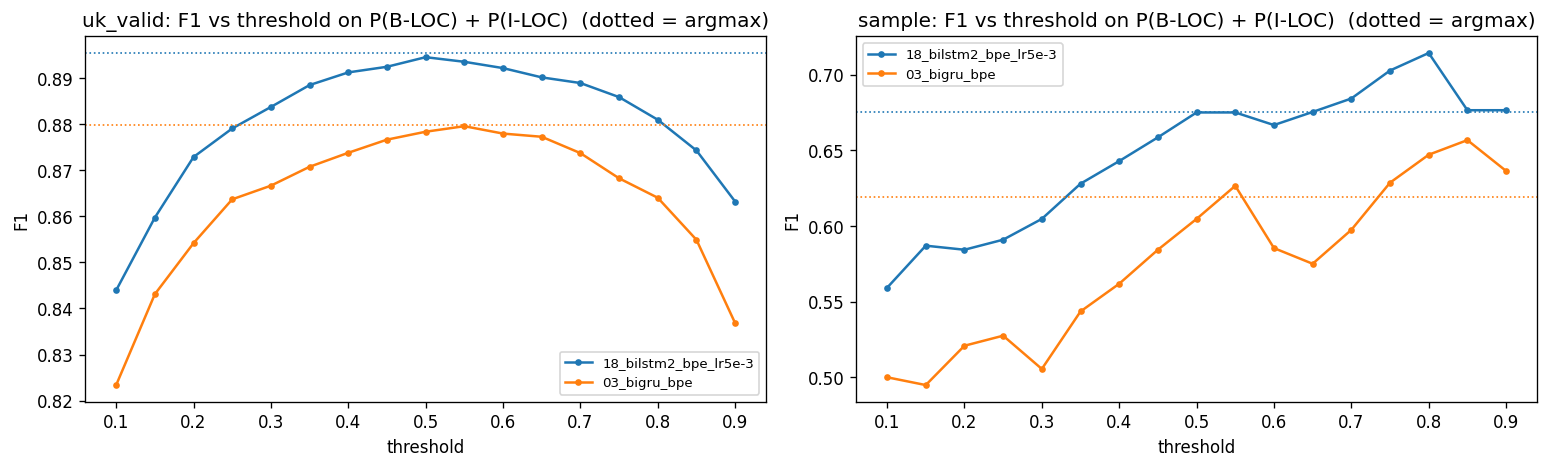 uk_valid: F1 vs threshold on P(B-LOC) + P(I-LOC)  (dotted = argmax)
F1
0.89
0.88
0.87
0.86
0.85
0.84
0.83
0.82
18_bilstm2_bpe_lr5e-3
03_bigru_bpe
0.1 0.2 0.3 0.4 0.5 0.6 0.7 0.8 0.9
threshold
sample: F1 vs threshold on P(B-LOC) + P(I-LOC)  (dotted = argmax)
18_bilstm2_bpe_lr5e-3
03_bigru_bpe
F1
0.70
0.65
0.60
0.55
0.50
0.1 0.2 0.3 0.4 0.5 0.6 0.7 0.8 0.9
threshold